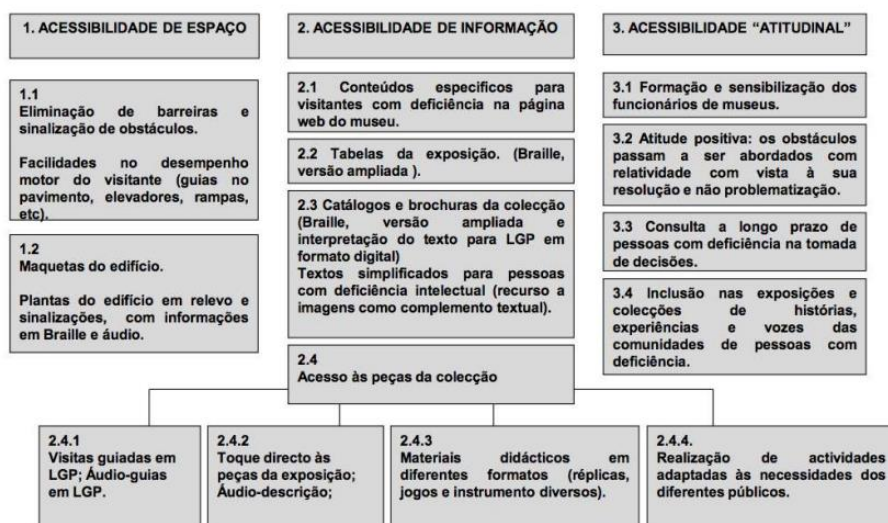 1. ACESSIBILIDADE DE ESPAÇO
1.1
Eliminação de barreiras e
sinalização de obstáculos.
Facilidades no desempenho
motor do visitante (guias no
pavimento, elevadores, rampas,
etc).
1.2
Maquetas do edifício.
Plantas do edifício em relevo e
sinalizações, com informações
em Braille e áudio.
2. ACESSIBILIDADE DE INFORMAÇÃO
2.1 Conteúdos especificos para
visitantes com deficiência na página
web do museu.
2.2 Tabelas da exposição. (Braille,
versão ampliada ).
2.3 Catálogos e brochuras da colecção
(Braille, versão ampliada e
interpretação do texto para LGP em
formato digital)
Textos simplificados para pessoas
com deficiência intelectual (recurso a
imagens como complemento textual).
2.4
Acesso às peças da colecção
3. ACESSIBILIDADE “ATITUDINAL”
3.1 Formação e sensibilização dos
funcionários de museus.
3.2 Atitude positiva: os obstáculos
passam a ser abordados com
relatividade com vista à sua
resolução e não problematização.
3.3 Consulta a longo prazo de
pessoas com deficiência na tomada
de decisões.
3.4 Inclusão nas exposições e
colecções de histórias,
experiências e vozes das
comunidades de pessoas com
deficiência.
2.4.1
Visitas guiadas em
LGP; Áudio-guias
em LGP.
2.4.2
Toque directo às
peças da exposição;
Áudio-descrição;
2.4.3
Materiais didácticos em
diferentes formatos (réplicas,
jogos e instrumento diversos).
2.4.4.
Realização de actividades
adaptadas às necessidades dos
diferentes públicos.